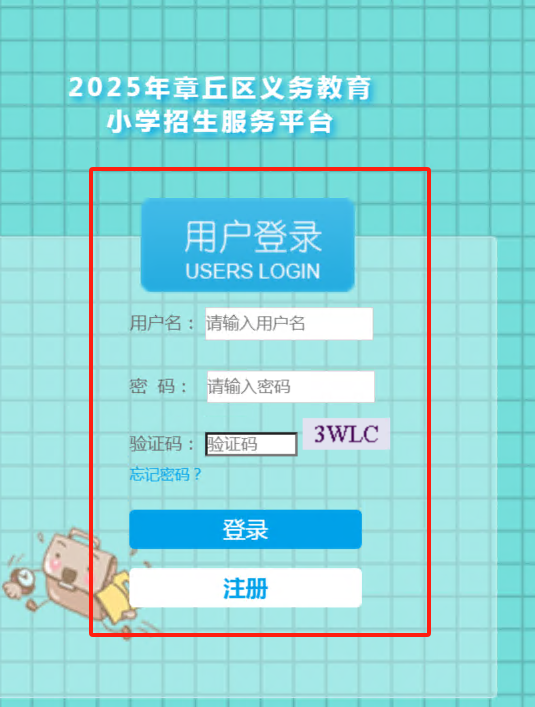 2025年章丘区义务教育
小学招生服务平台
用户登录
USERS LOGIN
用户名： 请输入用户名
密 码： 请输入密码
验证码： 验证码 3WLC
忘记密码？
登录
注册